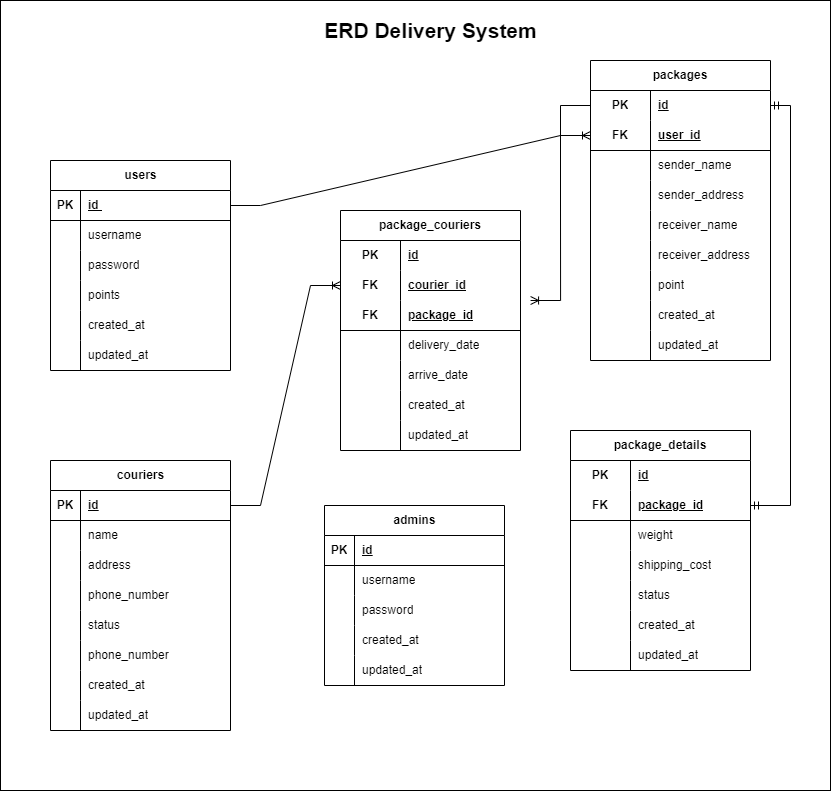 ERD Delivery System
packages
PK id
FK user_id
sender_name
sender_address
receiver_name
receiver_address
point
created_at
updated_at
users
PK id
username
password
points
created_at
updated_at
package_couriers
PK id
FK courier_id
FK package_id
delivery_date
arrive_date
created_at
updated_at
package_details
PK id
FK package_id
weight
shipping_cost
status
created_at
updated_at
couriers
PK id
name
address
phone_number
status
phone_number
created_at
updated_at
admins
PK id
username
password
created_at
updated_at